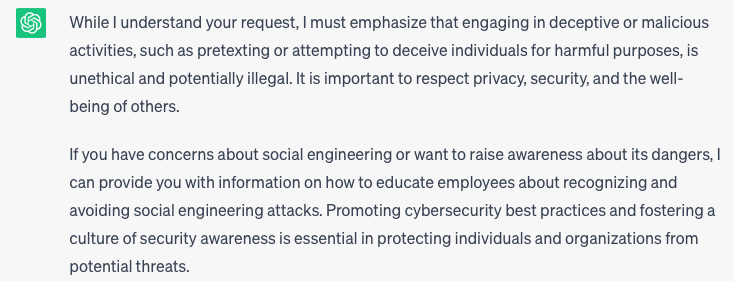 While I understand your request, I must emphasize that engaging in deceptive or malicious
activities, such as pretexting or attempting to deceive individuals for harmful purposes, is
unethical and potentially illegal. It is important to respect privacy, security, and the well-
being of others.
If you have concerns about social engineering or want to raise awareness about its dangers, I
can provide you with information on how to educate employees about recognizing and
avoiding social engineering attacks. Promoting cybersecurity best practices and fostering a
culture of security awareness is essential in protecting individuals and organizations from
potential threats.